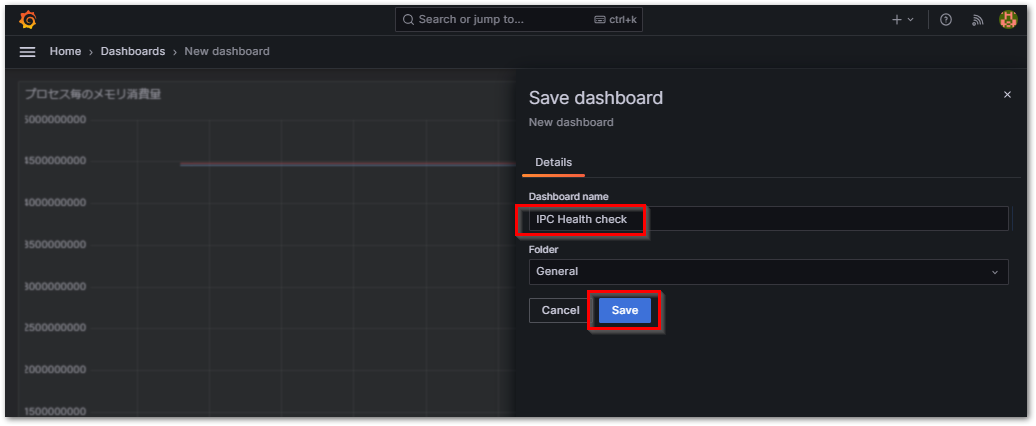 Search or jump to... ctrl+k
Home › Dashboards › New dashboard
プロセス毎のメモリ消費量
5000000000
4500000000
4000000000
3500000000
3000000000
2500000000
2000000000
1500000000
Save dashboard
New dashboard
Details
Dashboard name
IPC Health check
Folder
General
Cancel Save